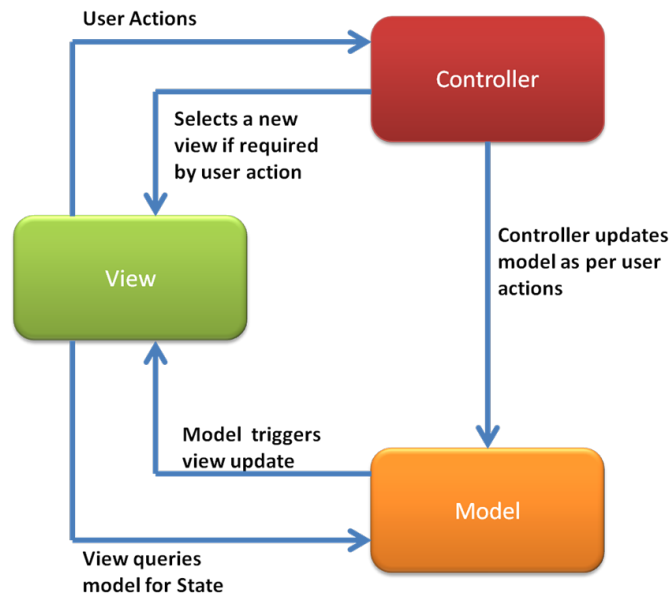 User Actions
Controller
Selects a new
view if required
by user action
View
Controller updates
model as per user
actions
Model triggers
view update
Model
View queries
model for State